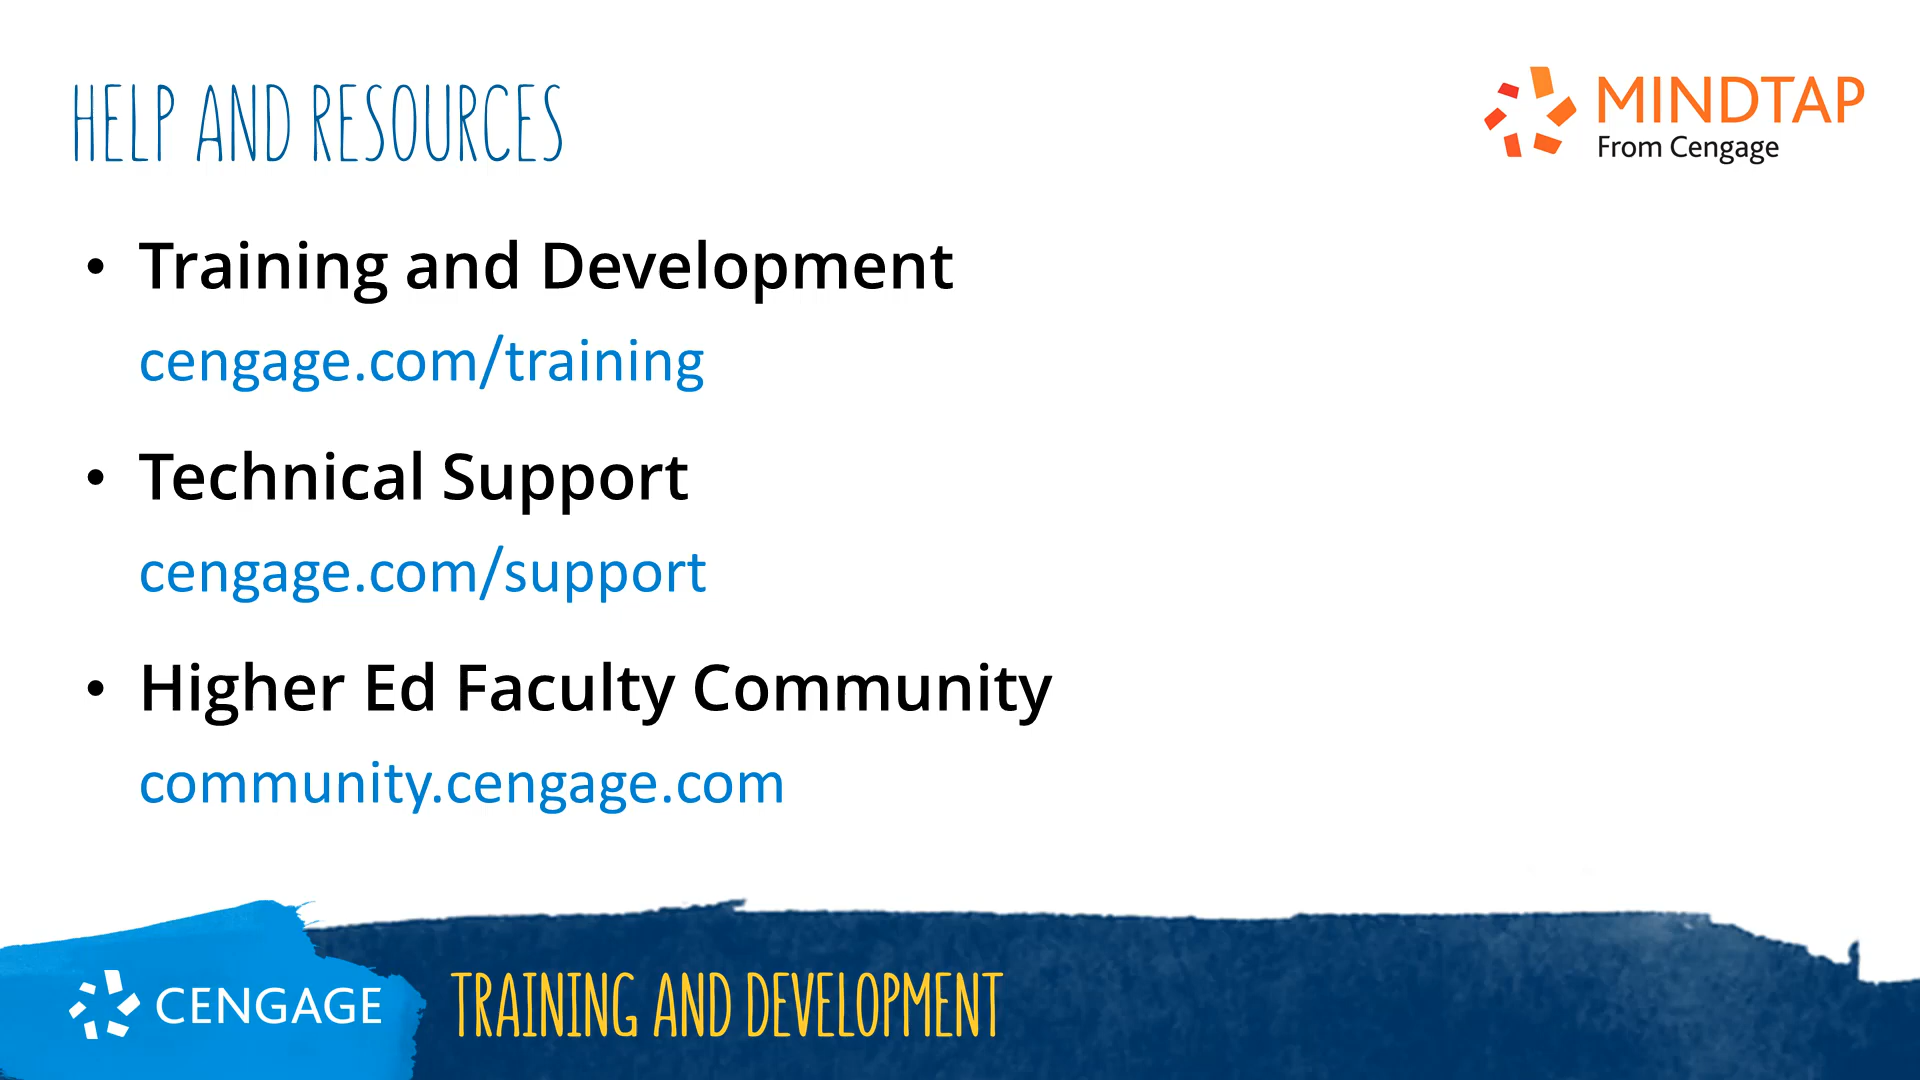 HELP AND RESOURCES
MINDTAP
From Cengage
• Training and Development
cengage.com/training
• Technical Support
cengage.com/support
• Higher Ed Faculty Community
community.cengage.com
CENGAGE
TRAINING AND DEVELOPMENT